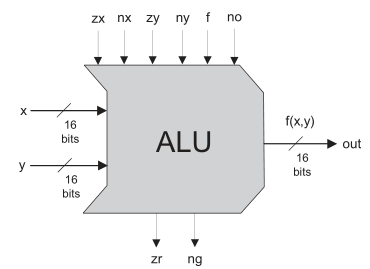 zx nx zy ny f no
x
16
bits
ALU
f(x,y)
out
16
bits
y
16
bits
zr ng